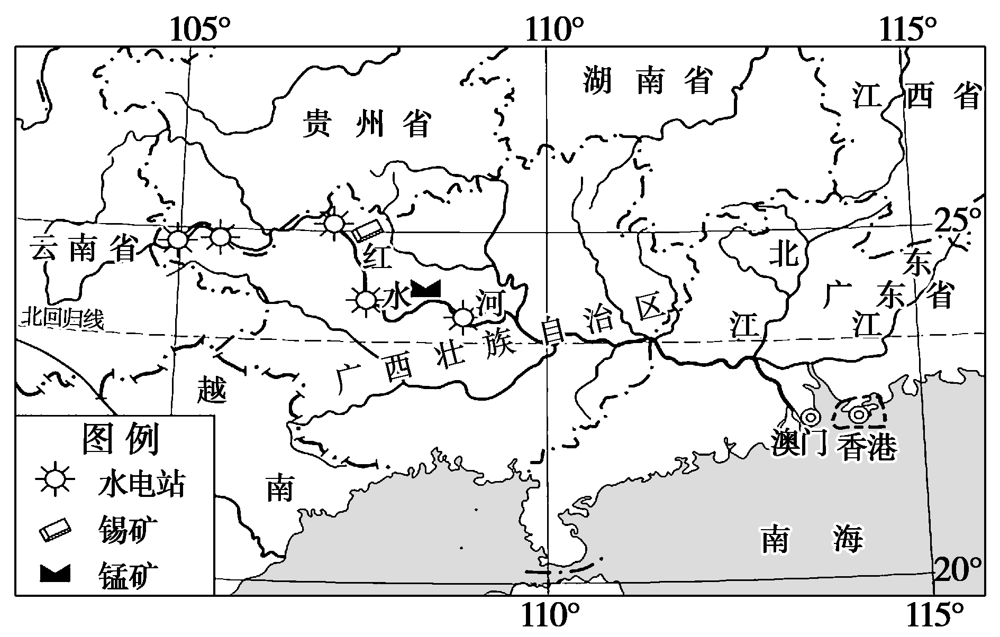 105°
110°
115°
湖南省
江西省
贵州省
25°
云南省
红水河
北江
东江
广东省
北回归线
广西壮族自治区
越南
澳门
香港
南海
20°
图例
水电站
锡矿
锰矿
110°
115°